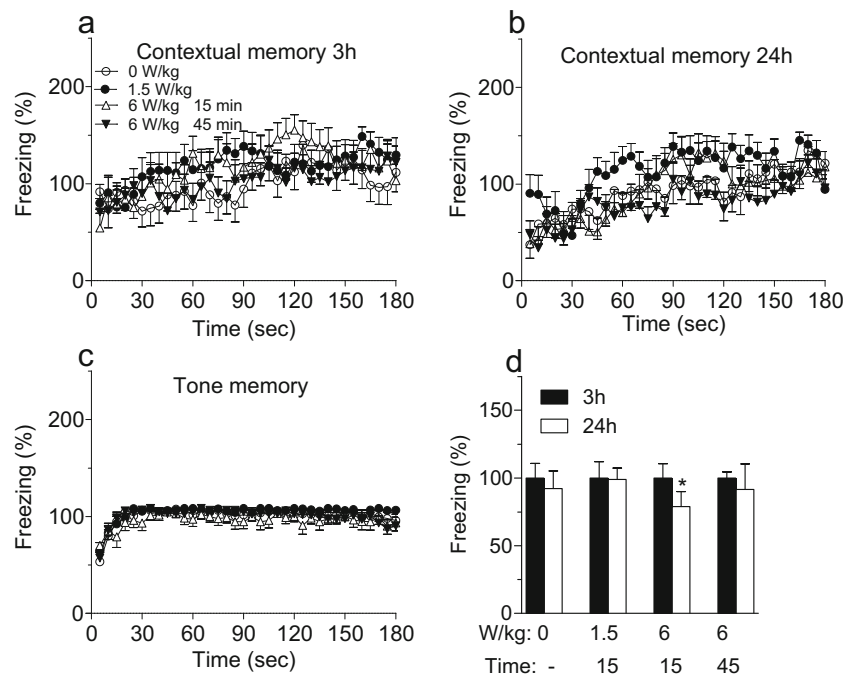 a
Contextual memory 3h
0 W/kg
1.5 W/kg
6 W/kg 15 min
6 W/kg 45 min
Freezing (%)
200
100
0
0 30 60 90 120 150 180
Time (sec)
b
Contextual memory 24h
Freezing (%)
200
100
0
0 30 60 90 120 150 180
Time (sec)
c
Tone memory
Freezing (%)
200
100
0
0 30 60 90 120 150 180
Time (sec)
d
3h
24h
Freezing (%)
150
100
50
0
*
W/kg: 0 1.5 6 6
Time: - 15 15 45